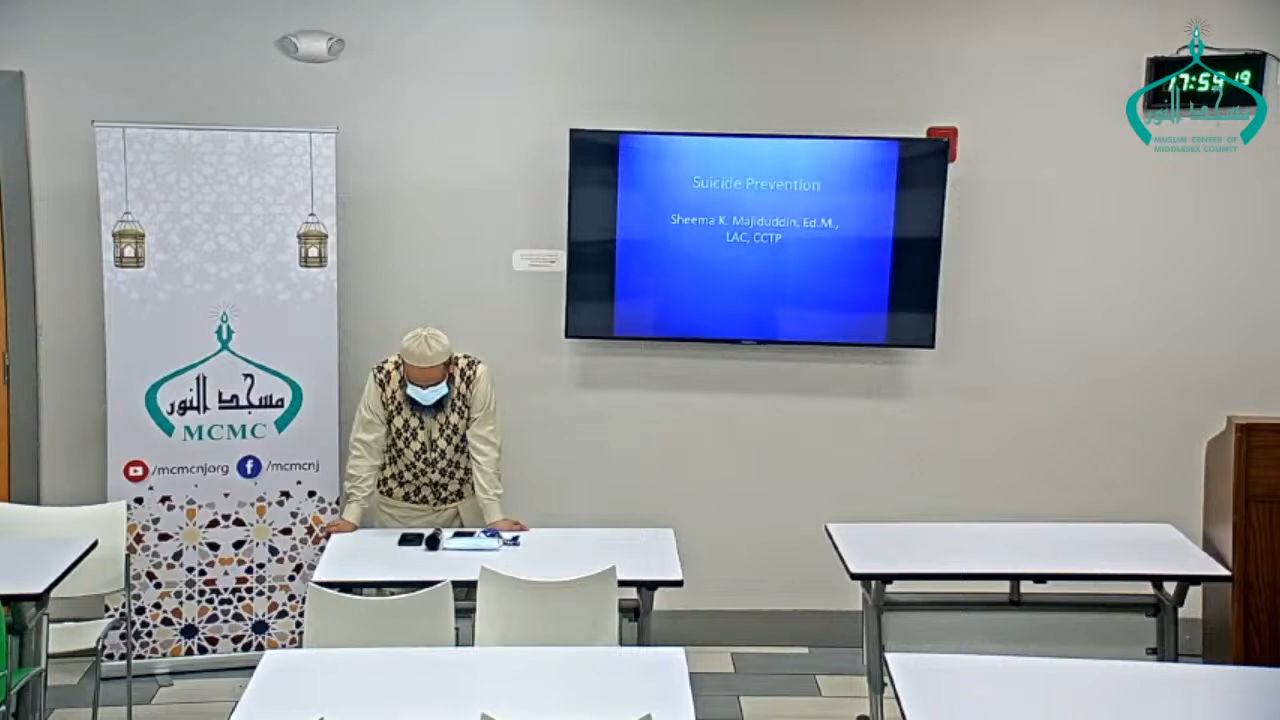 مسجد النور
MCMC
/mcmcnjorg
/mcmcnj
Suicide Prevention
Sheema K. Majiduddin, Ed.M.,
LAC, CCTP
17:59 19
مسجد النور
MUSLIM CENTER OF
MIDDLESEX COUNTY